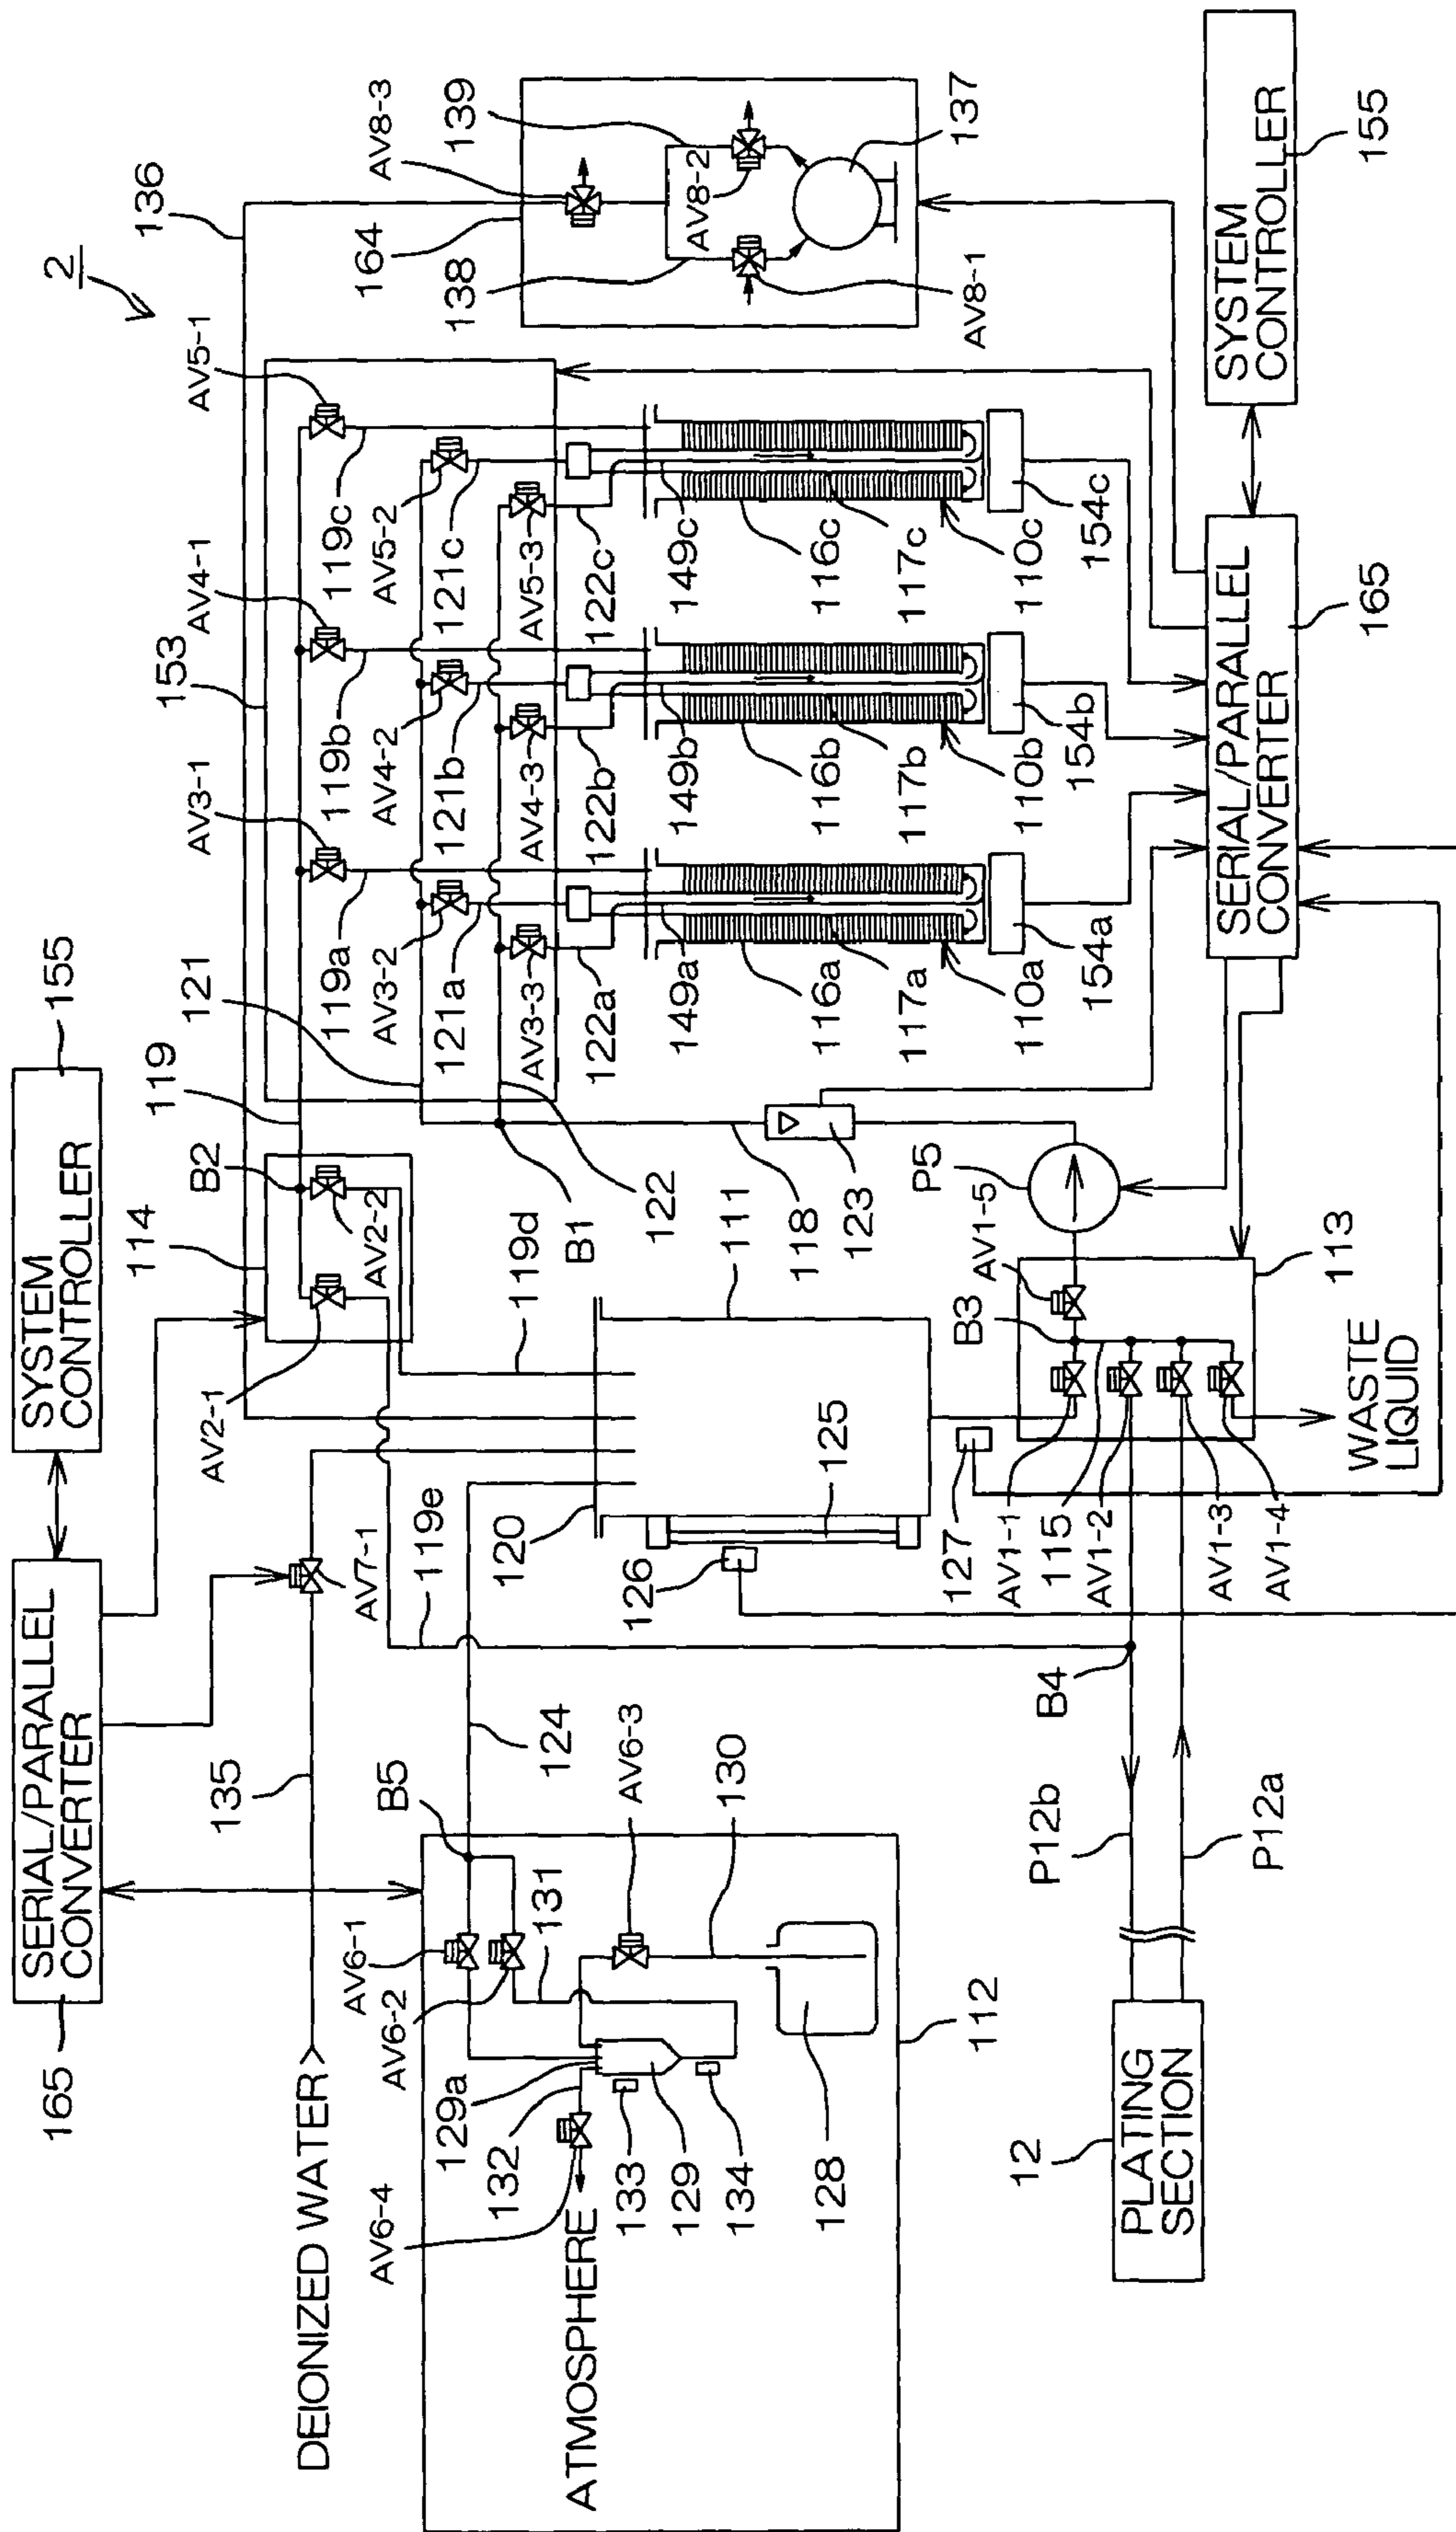 2
SYSTEM
CONTROLLER
155
SERIAL/PARALLEL
CONVERTER
165
136
AV8-3
139
164
138
AV8-2
137
AV8-1
153
AV5-1
AV4-1
AV3-1
119c
AV5-2
121c
AV5-3
122c
149c
116c
117c
110c
154c
119b
AV4-2
121b
AV4-3
122b
149b
116b
117b
110b
154b
119a
AV3-2
121a
AV3-3
122a
149a
116a
117a
110a
154a
121
119
B2
114
AV2-2
AV2-1
119d
B1
122
118
123
111
P5
AV1-5
B3
113
WASTE
LIQUID
120
125
126
127
AV1-1
115
AV1-2
AV1-3
AV1-4
119e
AV7-1
135
DEIONIZED WATER
124
B5
AV6-3
130
131
AV6-1
AV6-2
129a
132
AV6-4
ATMOSPHERE
133
129
134
128
112
B4
P12b
P12a
12
PLATING
SECTION
SERIAL/PARALLEL
CONVERTER
165
SYSTEM
CONTROLLER
155